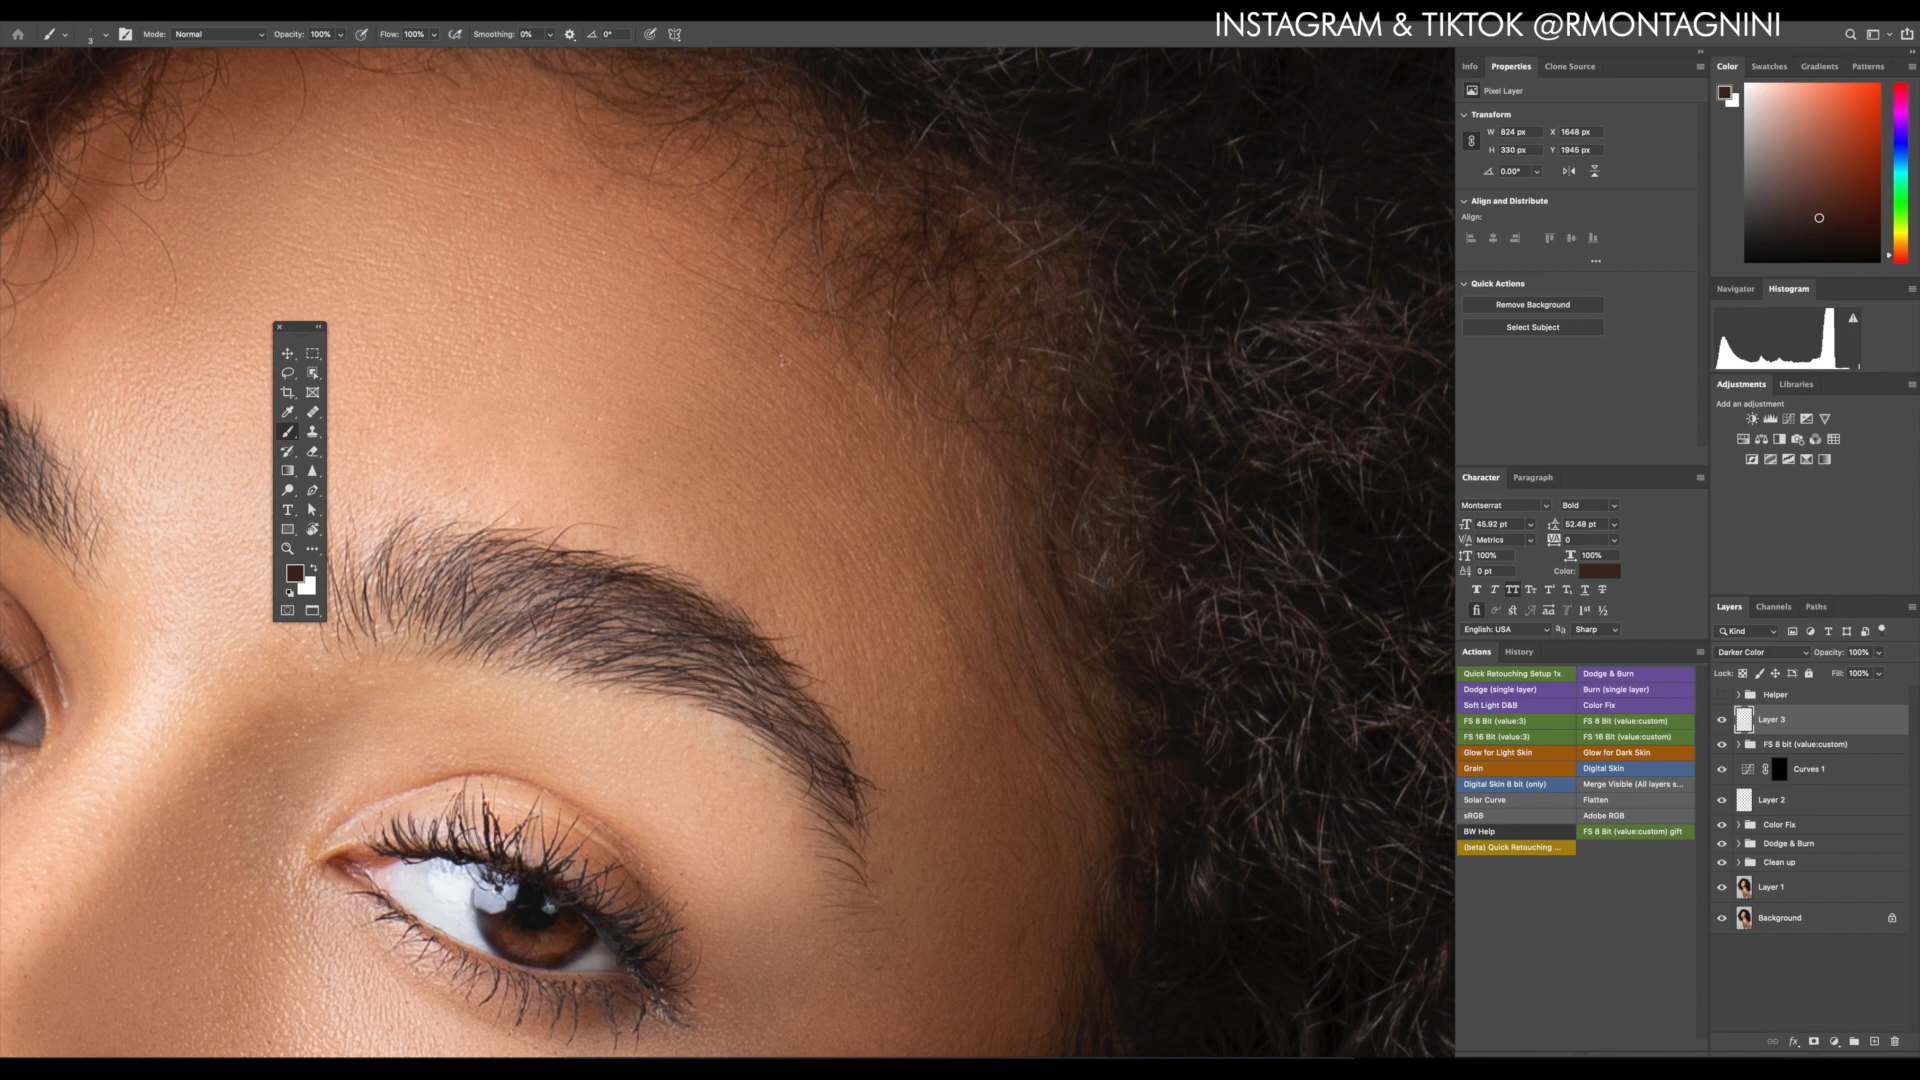 INSTAGRAM & TIKTOK @RMONTAGNINI
3
Mode: Normal
Opacity: 100%
Flow: 100%
Smoothing: 0%
0°
Info
Properties
Clone Source
Pixel Layer
Transform
W 824 px
X 1648 px
H 330 px
Y 1945 px
0.00°
Align and Distribute
Align:
Quick Actions
Remove Background
Select Subject
Character
Paragraph
Montserrat
Bold
45.92 pt
52.48 pt
Metrics
0
100%
100%
0 pt
Color:
English: USA
Sharp
Actions
History
Quick Retouching Setup 1x
Dodge & Burn
Dodge (single layer)
Burn (single layer)
Soft Light D&B
Color Fix
FS 8 Bit (value:3)
FS 8 Bit (value:custom)
FS 16 Bit (value:3)
FS 16 Bit (value:custom)
Glow for Light Skin
Glow for Dark Skin
Grain
Digital Skin
Digital Skin 8 bit (only)
Merge Visible (All layers s...
Solar Curve
Flatten
sRGB
Adobe RGB
BW Help
FS 8 Bit (value:custom) gift
(beta) Quick Retouching ...
Color
Swatches
Gradients
Patterns
Navigator
Histogram
Adjustments
Libraries
Add an adjustment
Layers
Channels
Paths
Kind
Darker Color
Opacity: 100%
Lock:
Fill: 100%
Helper
Layer 3
FS 8 bit (value:custom)
Curves 1
Layer 2
Color Fix
Dodge & Burn
Clean up
Layer 1
Background